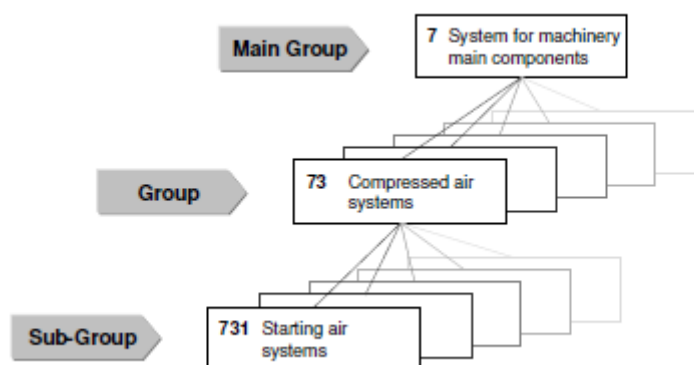 Main Group
7 System for machinery
main components
Group
73 Compressed air
systems
Sub-Group
731 Starting air
systems